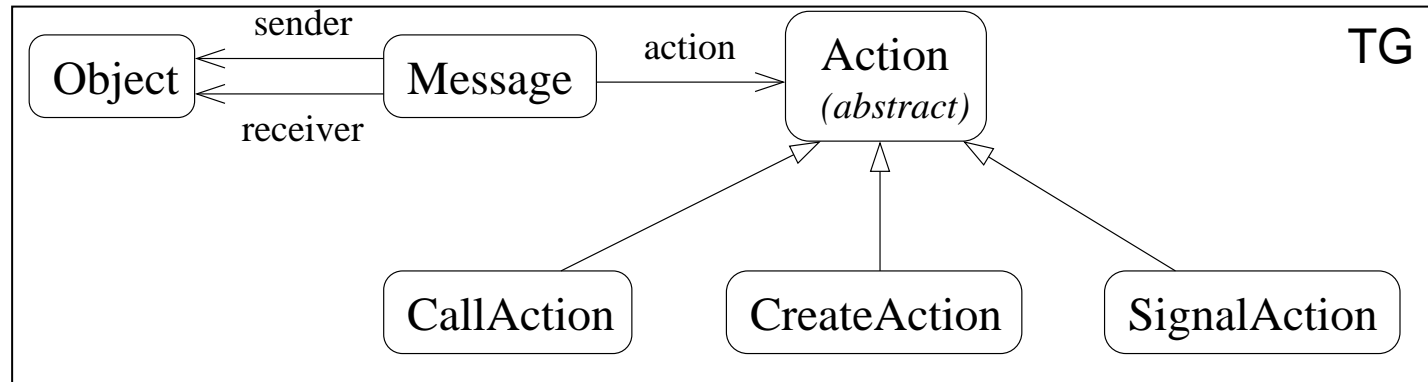 sender
action
TG
Object
Message
Action
(abstract)
receiver
CallAction
CreateAction
SignalAction